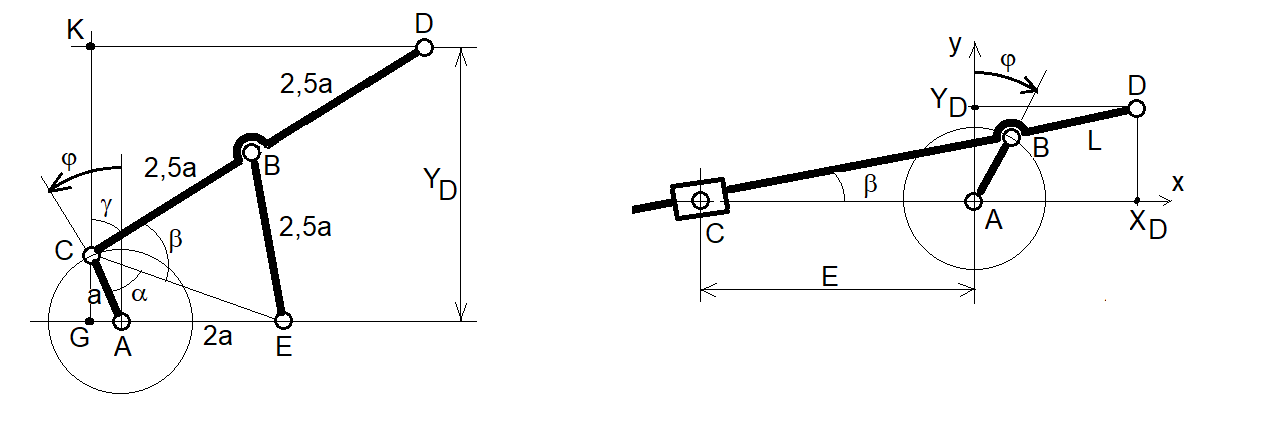 K
D
2,5a
B
2,5a
φ
γ
Y_D
C
β
2,5a
a
α
G
A
2a
E
y
φ
D
Y_D
B
L
β
x
C
A
X_D
E